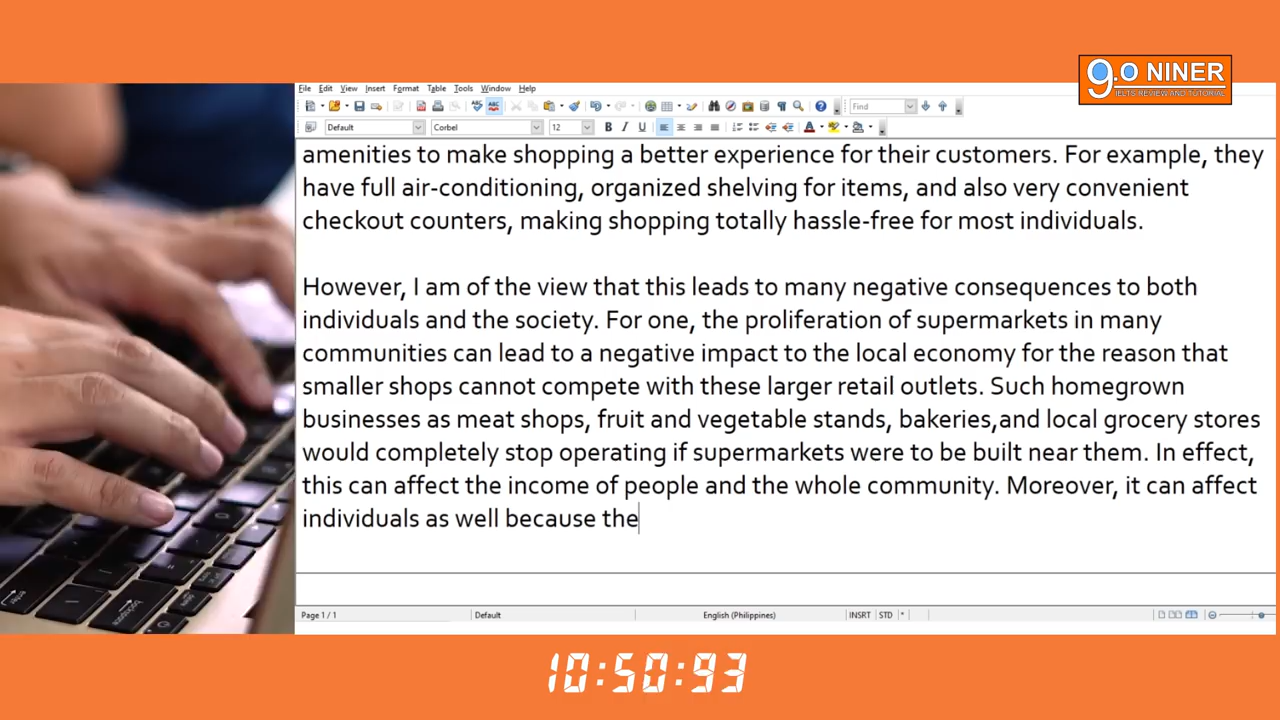 9.0 NINER
IELTS REVIEW AND TUTORIAL
File Edit View Insert Format Table Tools Window Help
Find
Default Corbel 12
amenities to make shopping a better experience for their customers. For example, they
have full air-conditioning, organized shelving for items, and also very convenient
checkout counters, making shopping totally hassle-free for most individuals.
However, I am of the view that this leads to many negative consequences to both
individuals and the society. For one, the proliferation of supermarkets in many
communities can lead to a negative impact to the local economy for the reason that
smaller shops cannot compete with these larger retail outlets. Such homegrown
businesses as meat shops, fruit and vegetable stands, bakeries,and local grocery stores
would completely stop operating if supermarkets were to be built near them. In effect,
this can affect the income of people and the whole community. Moreover, it can affect
individuals as well because the
Page 1 / 1 Default English (Philippines) INSRT STD *
10:50:93